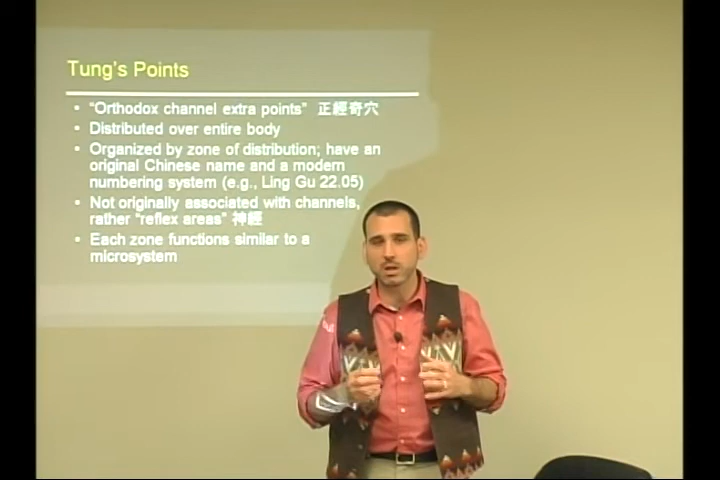 Tung's Points
• "Orthodox channel extra points" 正經奇穴
• Distributed over entire body
• Organized by zone of distribution; have an
original Chinese name and a modern
numbering system (e.g., Ling Gu 22.05)
• Not originally associated with channels,
rather "reflex areas" 神經
• Each zone functions similar to a
microsystem